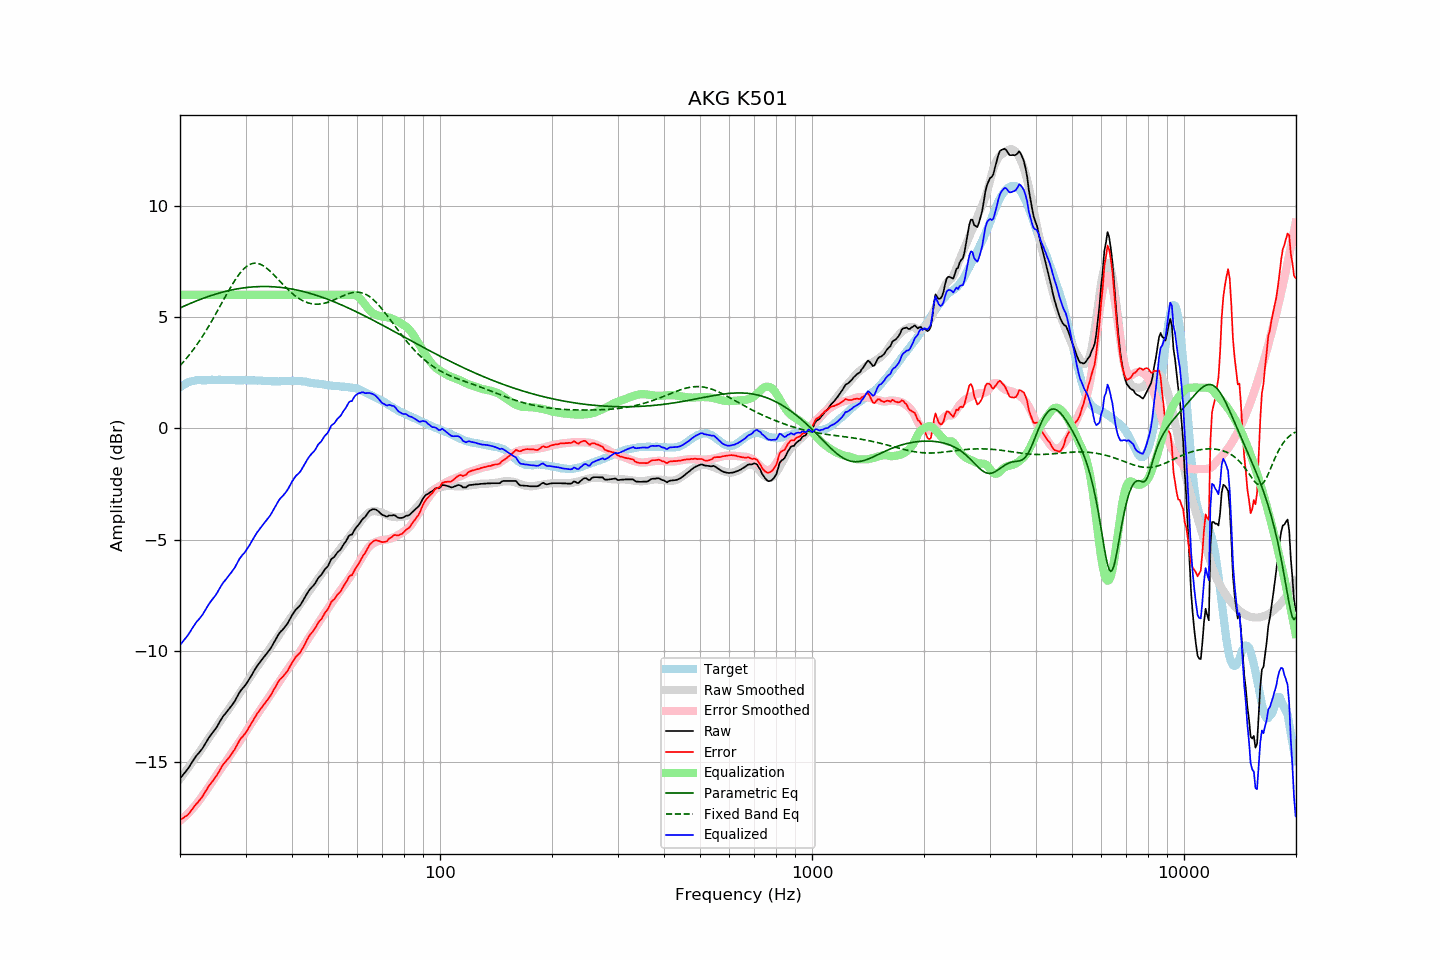 AKG K501
Amplitude (dBr)
10
5
0
−5
−10
−15
Target
Raw Smoothed
Error Smoothed
Raw
Error
Equalization
Parametric Eq
Fixed Band Eq
Equalized
100
1000
10000
Frequency (Hz)